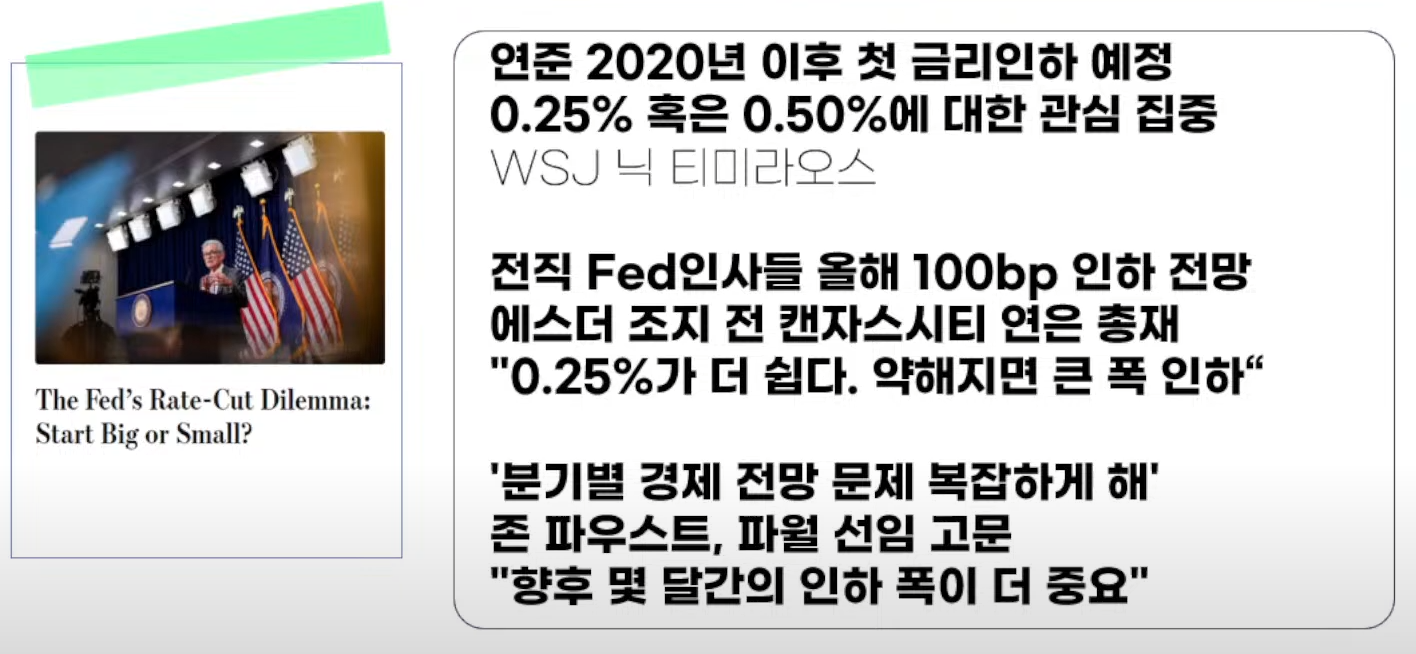 The Fed’s Rate-Cut Dilemma:
Start Big or Small?
연준 2020년 이후 첫 금리인하 예정
0.25% 혹은 0.50%에 대한 관심 집중
WSJ 닉 티미라오스
전직 Fed인사들 올해 100bp 인하 전망
에스더 조지 전 캔자스시티 연은 총재
"0.25%가 더 쉽다. 약해지면 큰 폭 인하“
'분기별 경제 전망 문제 복잡하게 해'
존 파우스트, 파월 선임 고문
"향후 몇 달간의 인하 폭이 더 중요"